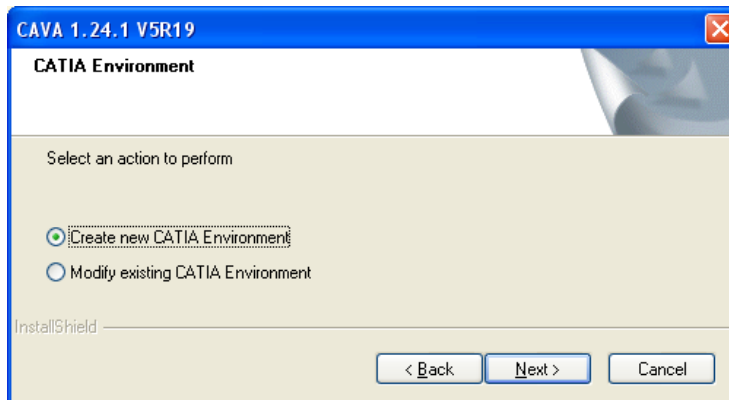 CAVA 1.24.1 V5R19
CATIA Environment
Select an action to perform
Create new CATIA Environment
Modify existing CATIA Environment
InstallShield
< Back
Next >
Cancel